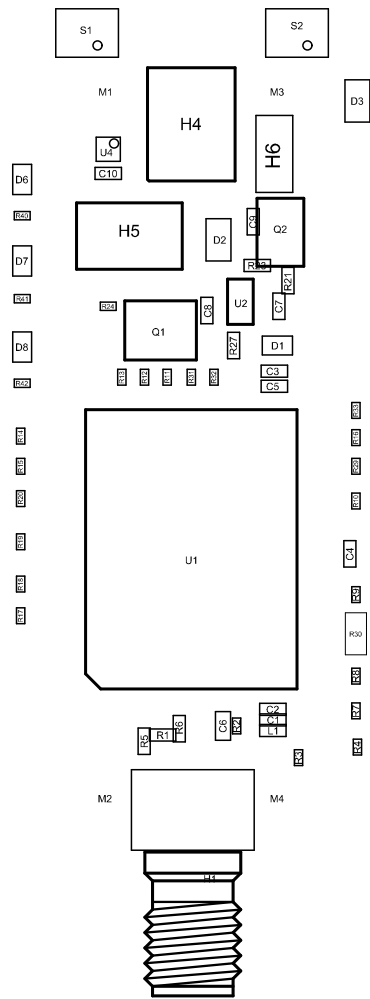 S1
S2
M1
M3
D3
H4
H6
U4
C10
D6
R40
H5
D2
C9
Q2
D7
R23
R21
R41
R24
C8
U2
C7
Q1
D8
R27
D1
R42
R13
R12
R11
R31
R32
C3
C5
R33
R14
R16
R15
R29
R20
R10
R19
C4
U1
R18
R9
R17
R30
R8
C2
R7
C6
R2
C1
R6
L1
R1
R5
R4
R3
M2
M4
H1